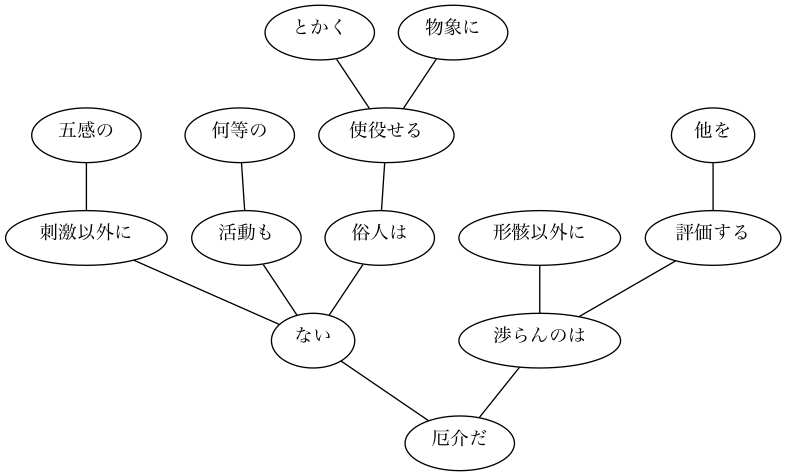 とかく
物象に
五感の
何等の
使役せる
他を
刺激以外に
活動も
俗人は
形骸以外に
評価する
ない
渉らんのは
厄介だ